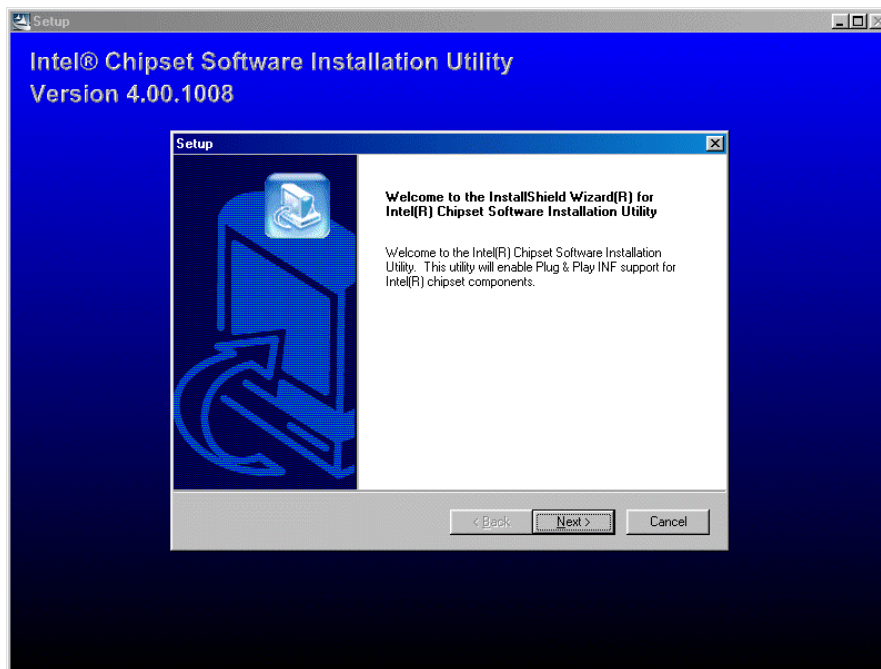 Setup
Intel® Chipset Software Installation Utility
Version 4.00.1008
Setup
Welcome to the InstallShield Wizard(R) for
Intel(R) Chipset Software Installation Utility
Welcome to the Intel(R) Chipset Software Installation
Utility.  This utility will enable Plug & Play INF support for
Intel(R) chipset components.
< Back Next > Cancel